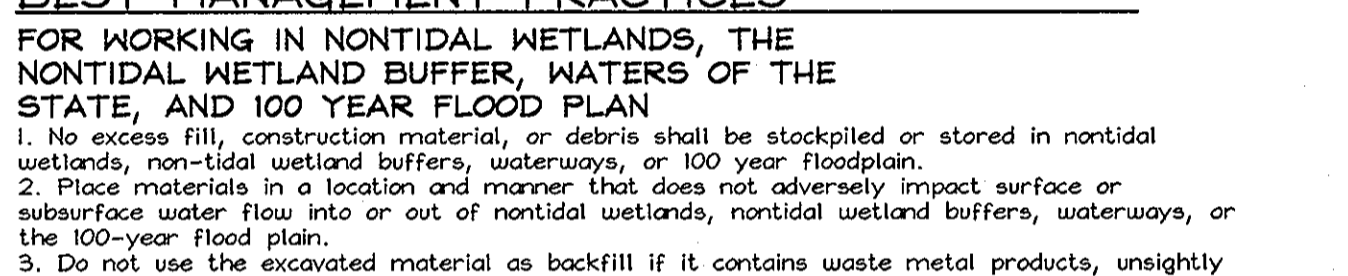 BEST MANAGEMENT PRACTICES
FOR WORKING IN NONTIDAL WETLANDS, THE
NONTIDAL WETLAND BUFFER, WATERS OF THE
STATE, AND 100 YEAR FLOOD PLAN
1. No excess fill, construction material, or debris shall be stockpiled or stored in nontidal
wetlands, non-tidal wetland buffers, waterways, or 100 year floodplain.
2. Place materials in a location and manner that does not adversely impact surface or
subsurface water flow into or out of nontidal wetlands, nontidal wetland buffers, waterways, or
the 100-year flood plain.
3. Do not use the excavated material as backfill if it contains waste metal products, unsightly